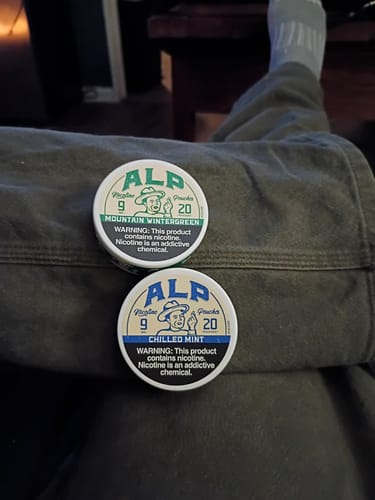 ALP
Nicotine Pouches
9 20
MOUNTAIN WINTERGREEN
WARNING: This product
contains nicotine.
Nicotine is an addictive
chemical.
ALP
Nicotine Pouches
9 20
CHILLED MINT
WARNING: This product
contains nicotine.
Nicotine is an addictive
chemical.